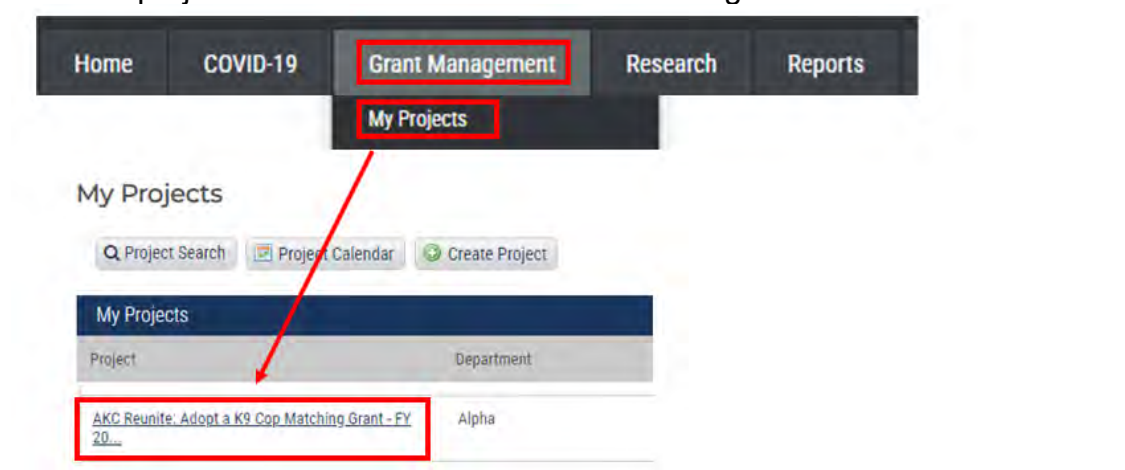 Home COVID-19 Grant Management Research Reports
My Projects
My Projects
Project Search Project Calendar Create Project
My Projects
Project Department
AKC Reunite: Adopt a K9 Cop Matching Grant - FY Alpha
20...